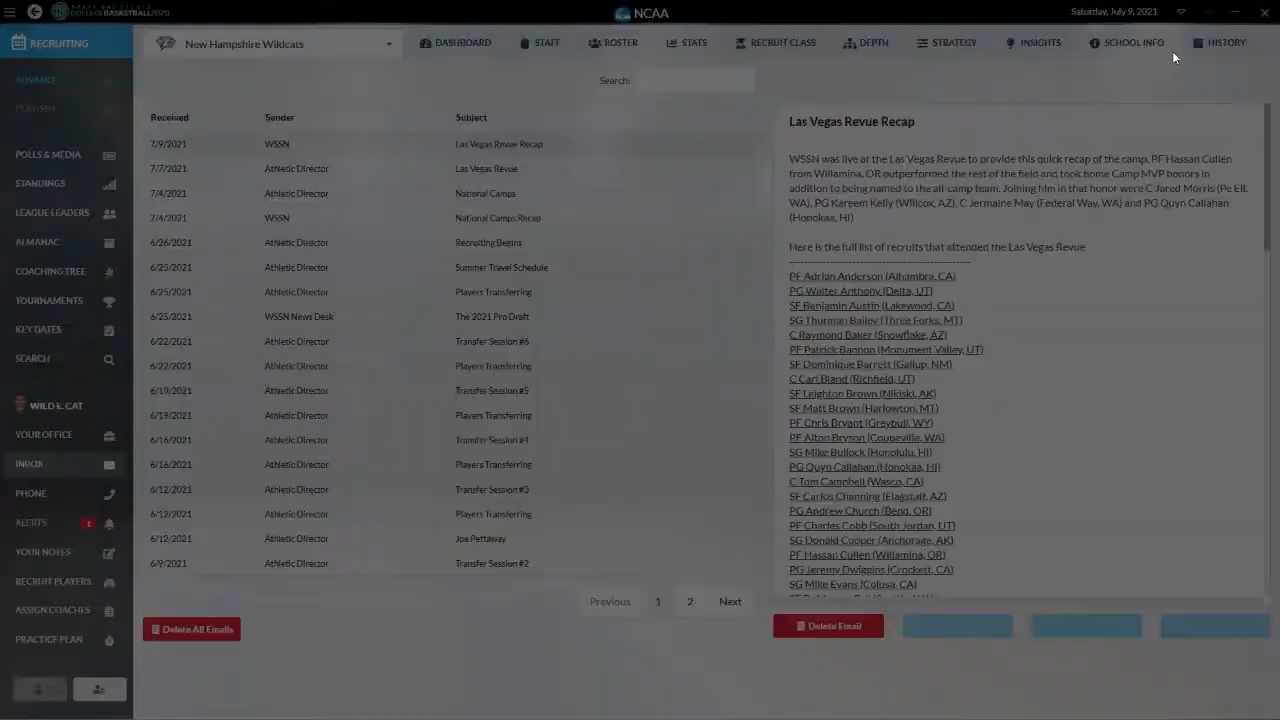 COLLEGE BASKETBALL2020
NCAA
Saturday, July 9, 2021
RECRUITING
New Hampshire Wildcats
DASHBOARD
STAFF
ROSTER
STATS
RECRUIT CLASS
DEPTH
STRATEGY
INSIGHTS
SCHOOL INFO
HISTORY
ADVANCE
Search:
POLLS & MEDIA
STANDINGS
LEAGUE LEADERS
ALMANAC
COACHING TREE
TOURNAMENTS
KEY DATES
SEARCH
WILD E. CAT
YOUR OFFICE
INBOX
PHONE
ALERTS 1
YOUR NOTES
RECRUIT PLAYERS
ASSIGN COACHES
PRACTICE PLAN
Received Sender Subject
7/9/2021 WSSN Las Vegas Revue Recap
7/7/2021 Athletic Director Las Vegas Revue
7/4/2021 Athletic Director National Camps
7/4/2021 WSSN National Camps Recap
6/26/2021 Athletic Director Recruiting Begins
6/25/2021 Athletic Director Summer Travel Schedule
6/25/2021 Athletic Director Players Transferring
6/25/2021 WSSN News Desk The 2021 Pro Draft
6/22/2021 Athletic Director Transfer Session #6
6/22/2021 Athletic Director Players Transferring
6/19/2021 Athletic Director Transfer Session #5
6/19/2021 Athletic Director Players Transferring
6/16/2021 Athletic Director Transfer Session #4
6/16/2021 Athletic Director Players Transferring
6/12/2021 Athletic Director Transfer Session #3
6/12/2021 Athletic Director Players Transferring
6/12/2021 Athletic Director Joe Pettaway
6/9/2021 Athletic Director Transfer Session #2
Previous 1 2 Next
Delete All Emails
Las Vegas Revue Recap
WSSN was live at the Las Vegas Revue to provide this quick recap of the camp. PF Hassan Cullen
from Willamina, OR outperformed the rest of the field and took home Camp MVP honors in
addition to being named to the all-camp team. Joining him in that honor were C Jared Morris (Pe Ell,
WA), PG Kareem Kelly (Wilcox, AZ), C Jermaine May (Federal Way, WA) and PG Quyn Callahan
(Honokaa, HI)
Here is the full list of recruits that attended the Las Vegas Revue
PF Adrian Anderson (Alhambra, CA)
PG Walter Anthony (Delta, UT)
SF Benjamin Austin (Lakewood, CA)
SG Thurman Bailey (Three Forks, MT)
C Raymond Baker (Snowflake, AZ)
PF Patrick Bannon (Monument Valley, UT)
SF Dominique Barrett (Gallup, NM)
C Carl Bland (Richfield, UT)
SF Leighton Brown (Nikiski, AK)
SF Matt Brown (Harlowton, MT)
PF Chris Bryant (Greybull, WY)
PF Alton Bryson (Coupeville, WA)
SG Mike Bullock (Honolulu, HI)
PG Quyn Callahan (Honokaa, HI)
C Tom Campbell (Wasco, CA)
SF Carlos Channing (Flagstaff, AZ)
PG Andrew Church (Bend, OR)
PF Charles Cobb (South Jordan, UT)
SG Donald Cooper (Anchorage, AK)
PF Hassan Cullen (Willamina, OR)
PG Jeremy Dwiggins (Crockett, CA)
SG Mike Evans (Colusa, CA)
Delete Email